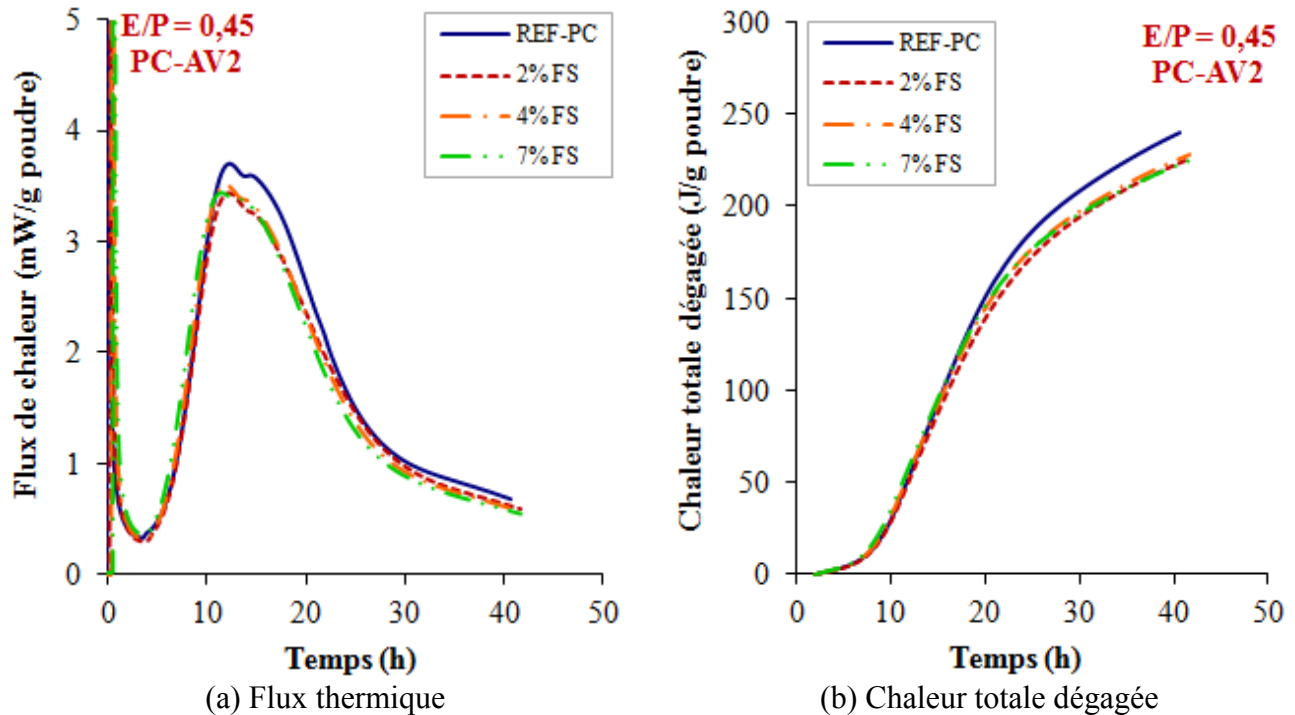 E/P = 0,45
PC-AV2
REF-PC
2%FS
4%FS
7%FS
Flux de chaleur (mW/g poudre)
5
4
3
2
1
0
0 10 20 30 40 50
Temps (h)
(a) Flux thermique
E/P = 0,45
PC-AV2
REF-PC
2%FS
4%FS
7%FS
Chaleur totale dégagée (J/g poudre)
300
250
200
150
100
50
0
0 10 20 30 40 50
Temps (h)
(b) Chaleur totale dégagée